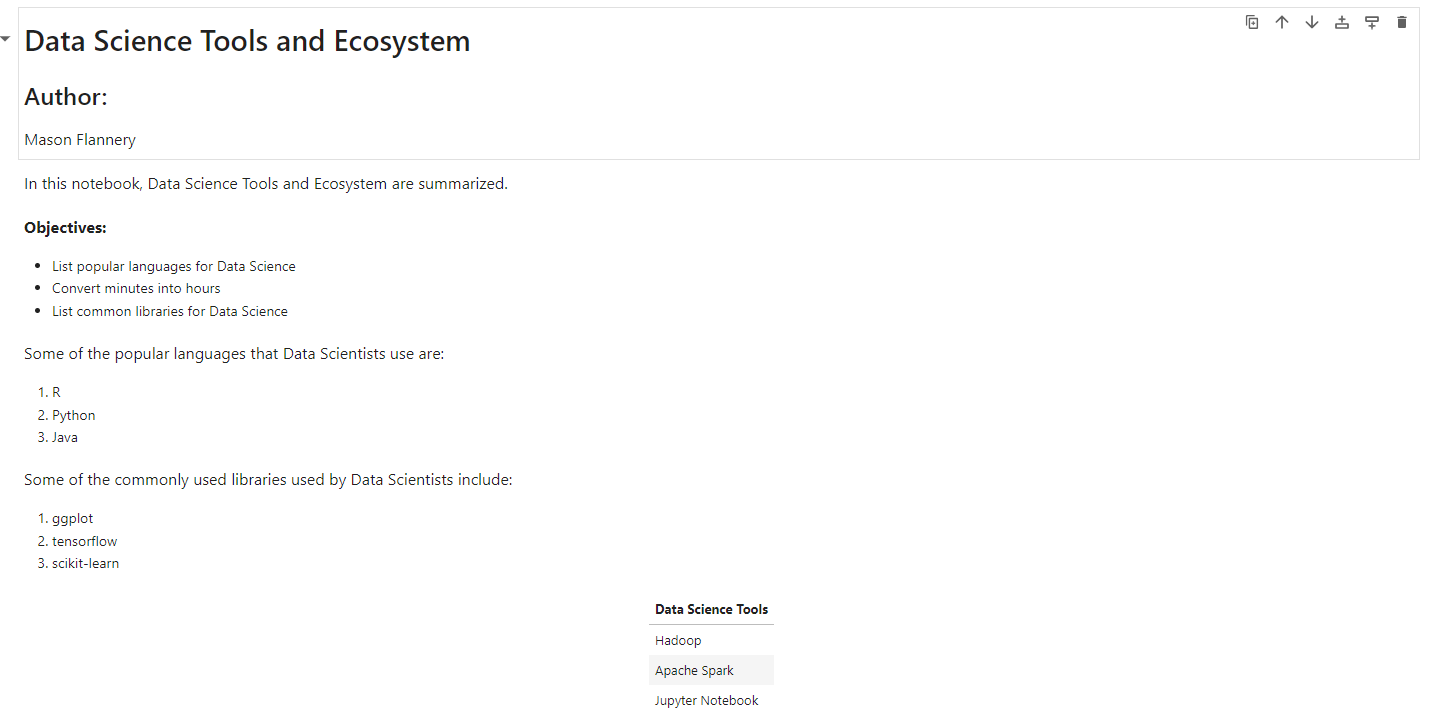 Data Science Tools and Ecosystem
Author:
Mason Flannery
In this notebook, Data Science Tools and Ecosystem are summarized.
Objectives:
• List popular languages for Data Science
• Convert minutes into hours
• List common libraries for Data Science
Some of the popular languages that Data Scientists use are:
1. R
2. Python
3. Java
Some of the commonly used libraries used by Data Scientists include:
1. ggplot
2. tensorflow
3. scikit-learn
Data Science Tools
Hadoop
Apache Spark
Jupyter Notebook